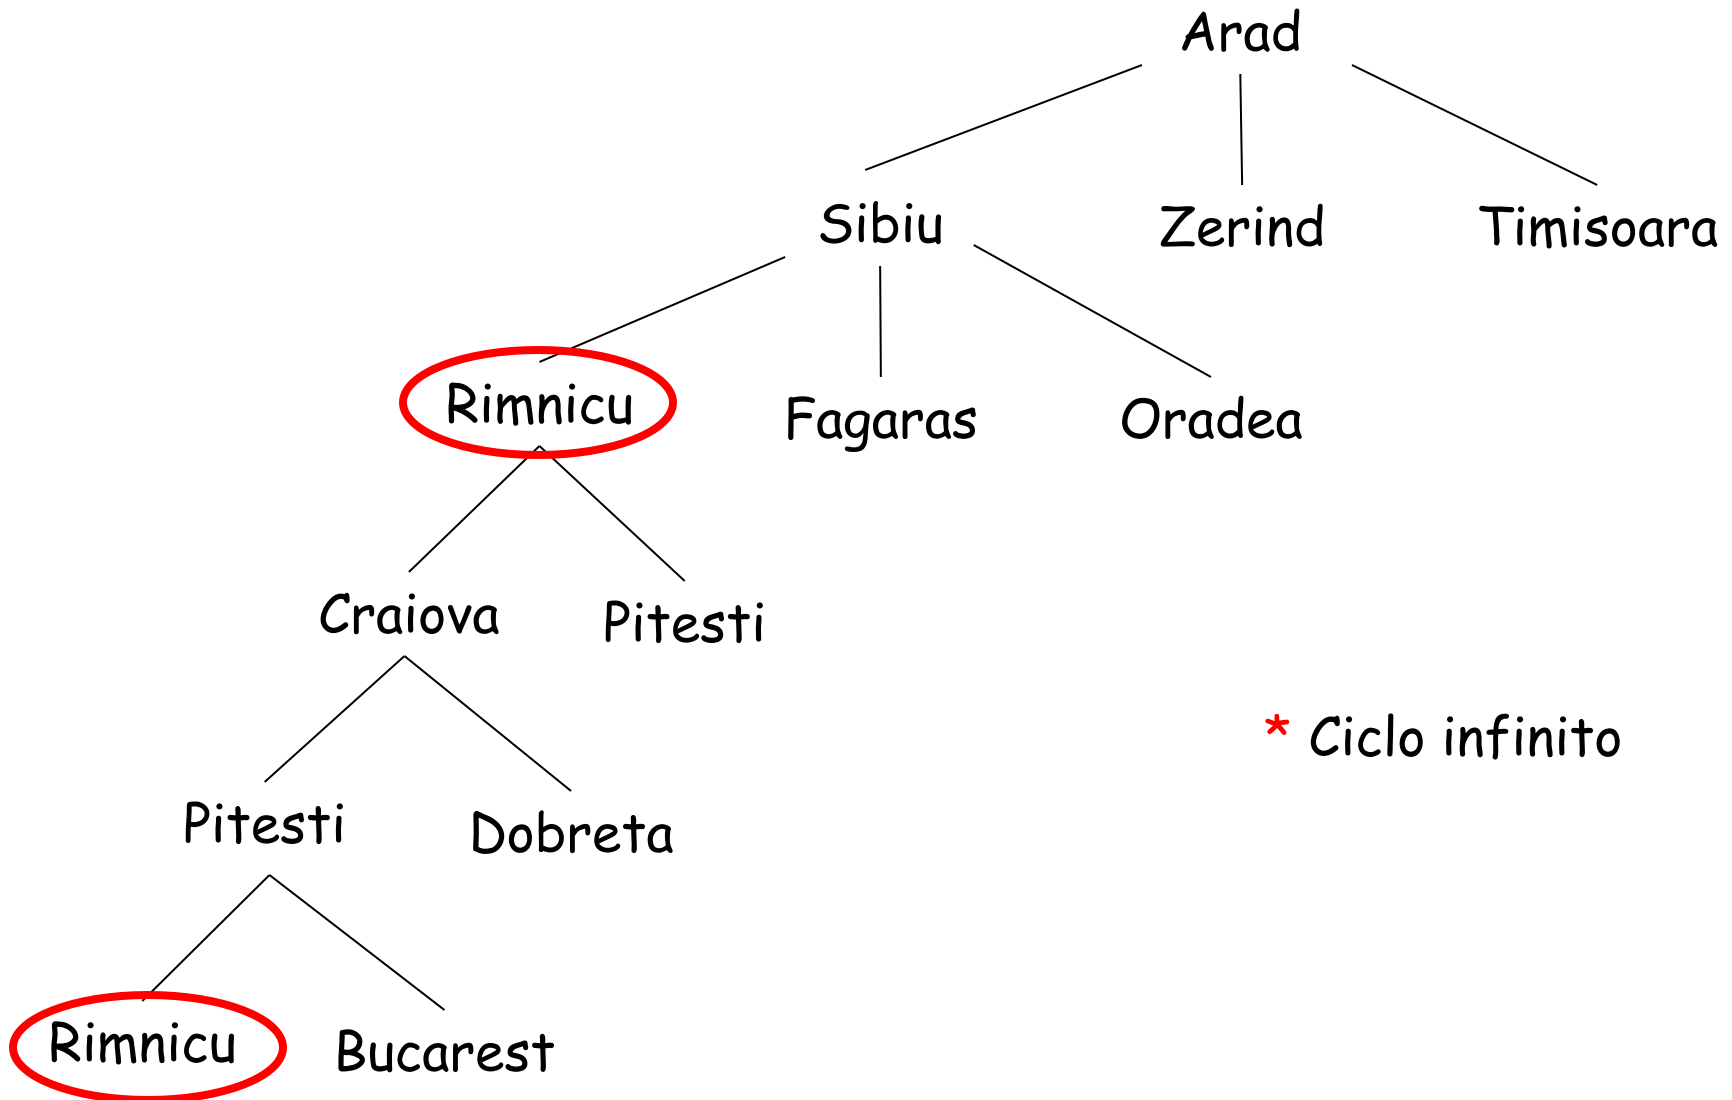 Arad
Sibiu
Zerind
Timisoara
Rimnicu
Fagaras
Oradea
Craiova
Pitesti
* Ciclo infinito
Pitesti
Dobreta
Rimnicu
Bucarest